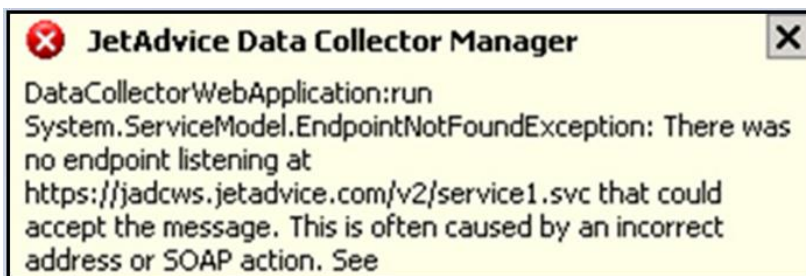 JetAdvice Data Collector Manager
DataCollectorWebApplication:run
System.ServiceModel.EndpointNotFoundException: There was
no endpoint listening at
https://jadcws.jetadvice.com/v2/service1.svc that could
accept the message. This is often caused by an incorrect
address or SOAP action. See